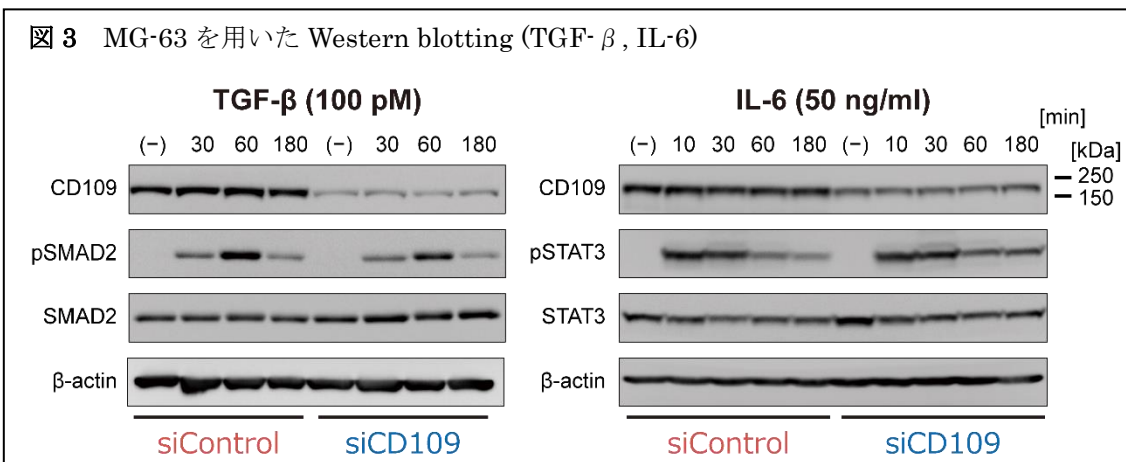 図 3 MG-63 を用いた Western blotting (TGF-β, IL-6)
TGF-β (100 pM)
(−) 30 60 180 (−) 30 60 180
CD109
pSMAD2
SMAD2
β-actin
siControl siCD109
IL-6 (50 ng/ml)
[min]
(−) 10 30 60 180 (−) 10 30 60 180 [kDa]
CD109
250
150
pSTAT3
STAT3
β-actin
siControl siCD109